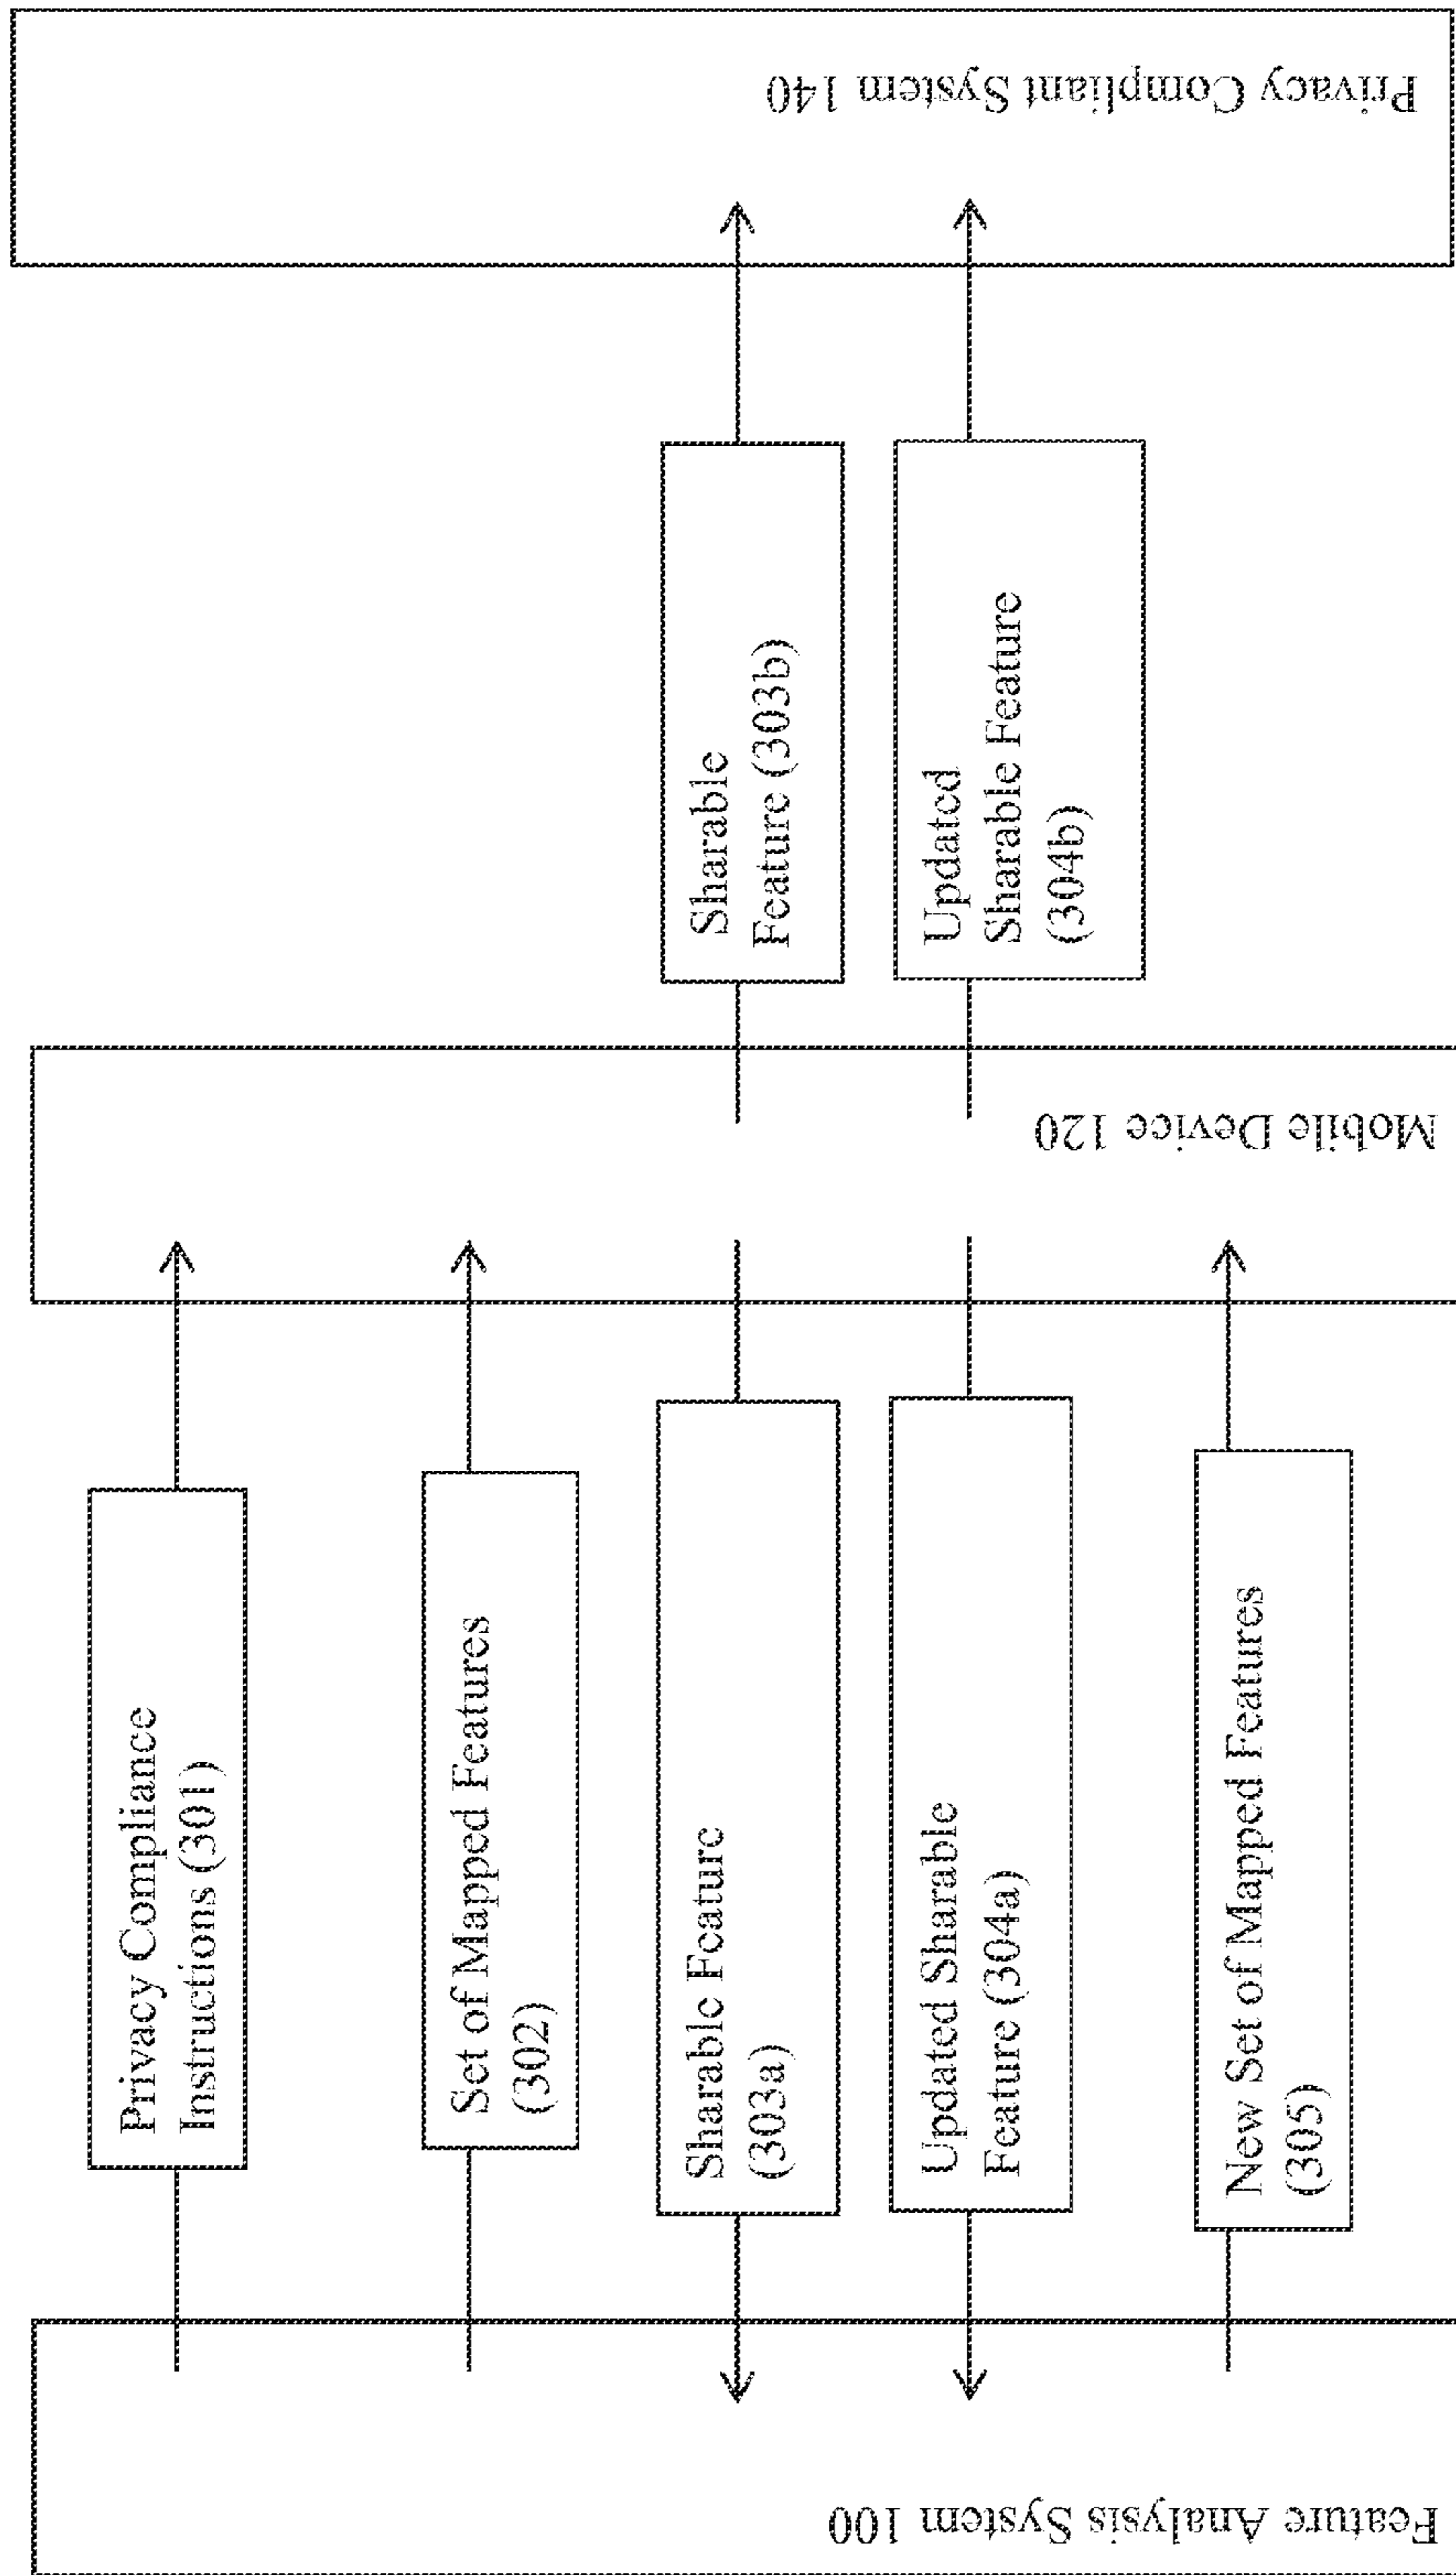 Feature Analysis System 100
Mobile Device 120
Privacy Compliant System 140
Privacy Compliance
Instructions (301)
Set of Mapped Features
(302)
Sharable Feature
(303a)
Sharable
Feature (303b)
Updated Sharable
Feature (304a)
Updated
Sharable Feature
(304b)
New Set of Mapped Features
(305)